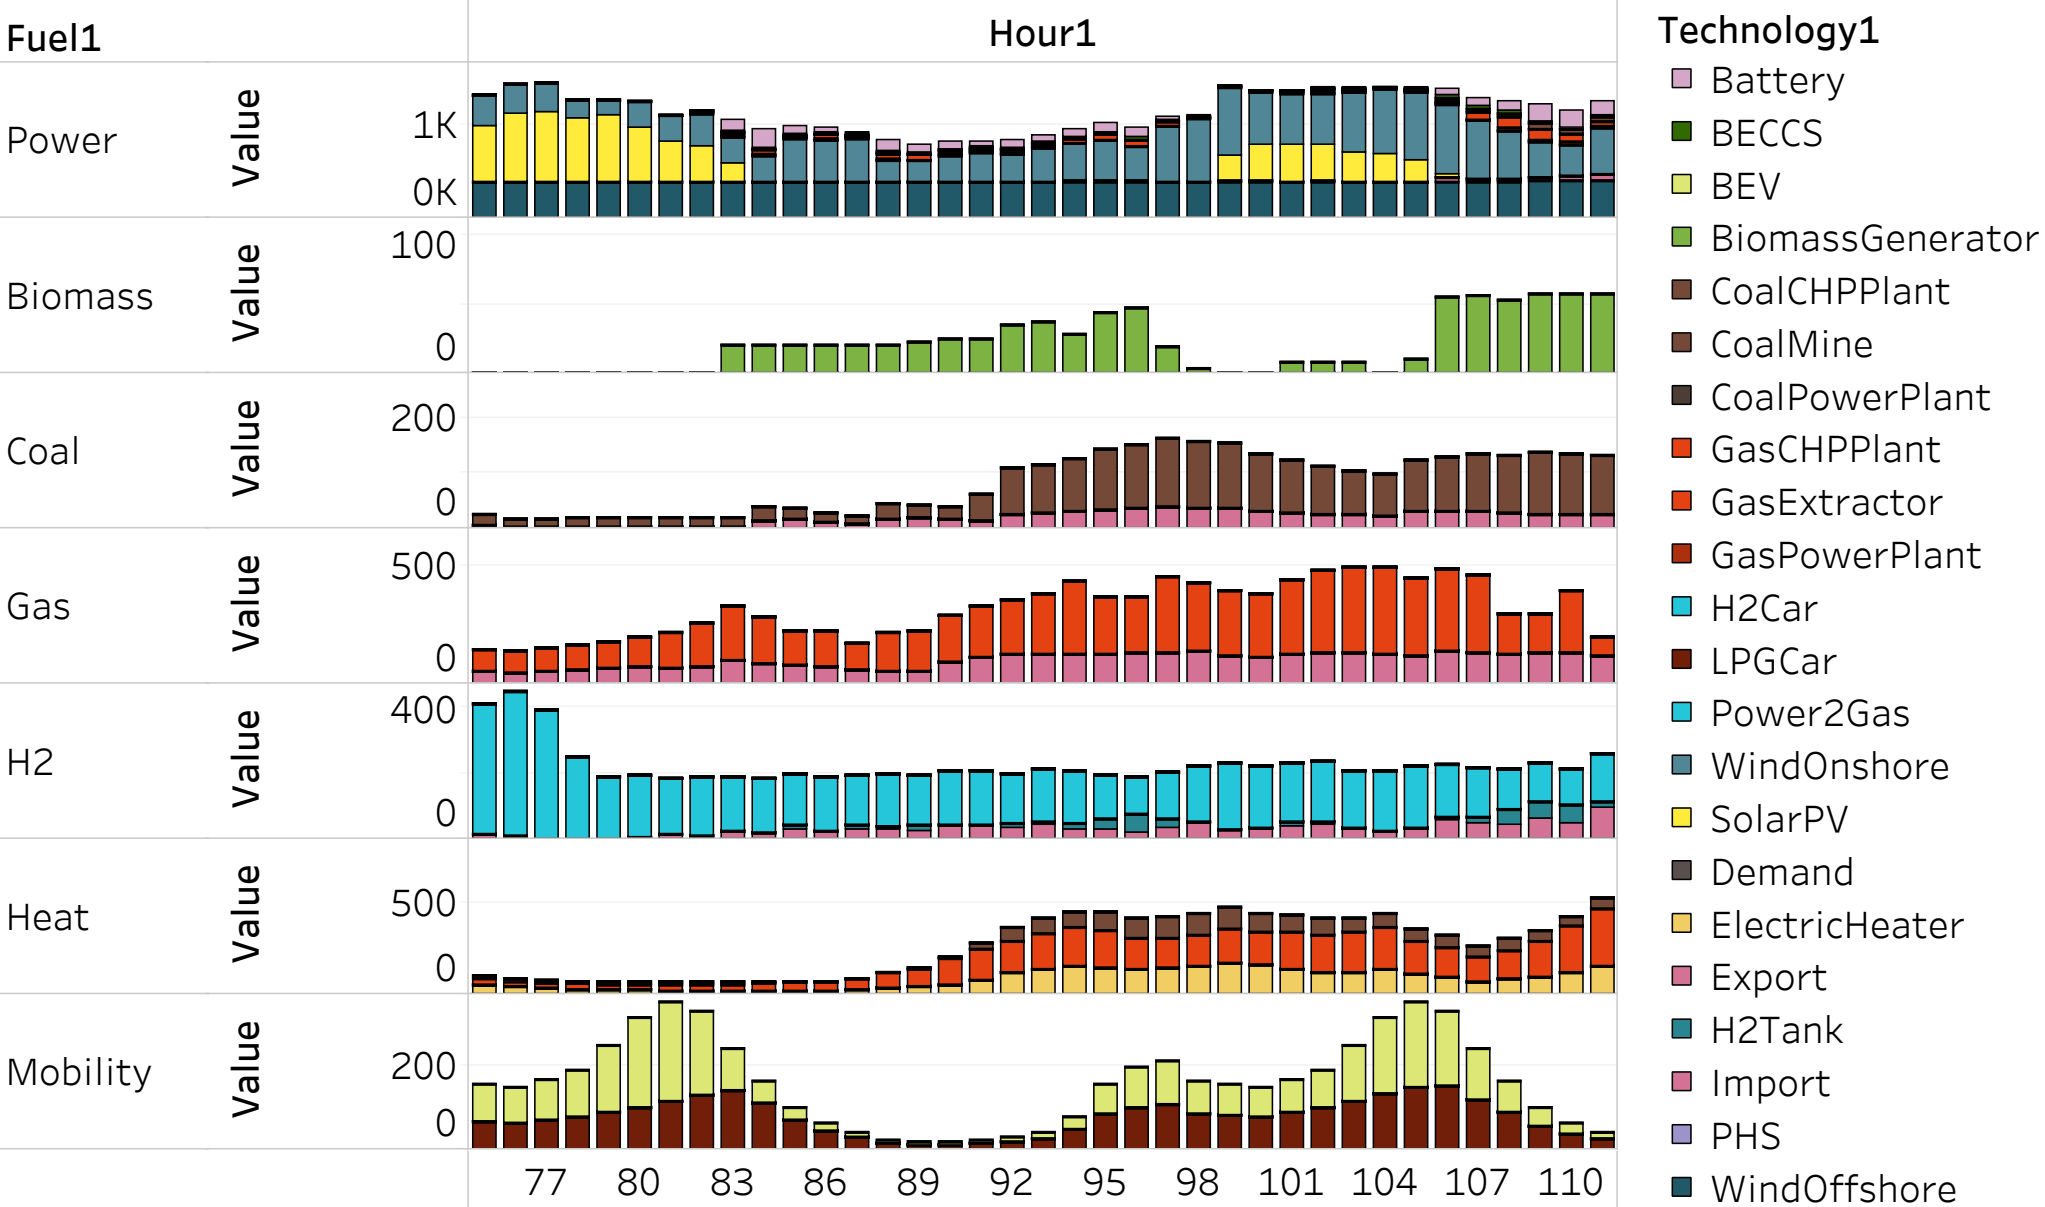 Fuel1
Hour1
Technology1
Power
Value
1K
0K
Biomass
Value
100
0
Coal
Value
200
0
Gas
Value
500
0
H2
Value
400
0
Heat
Value
500
0
Mobility
Value
200
0
77 80 83 86 89 92 95 98 101 104 107 110
Battery
BECCS
BEV
BiomassGenerator
CoalCHPPlant
CoalMine
CoalPowerPlant
GasCHPPlant
GasExtractor
GasPowerPlant
H2Car
LPGCar
Power2Gas
WindOnshore
SolarPV
Demand
ElectricHeater
Export
H2Tank
Import
PHS
WindOffshore